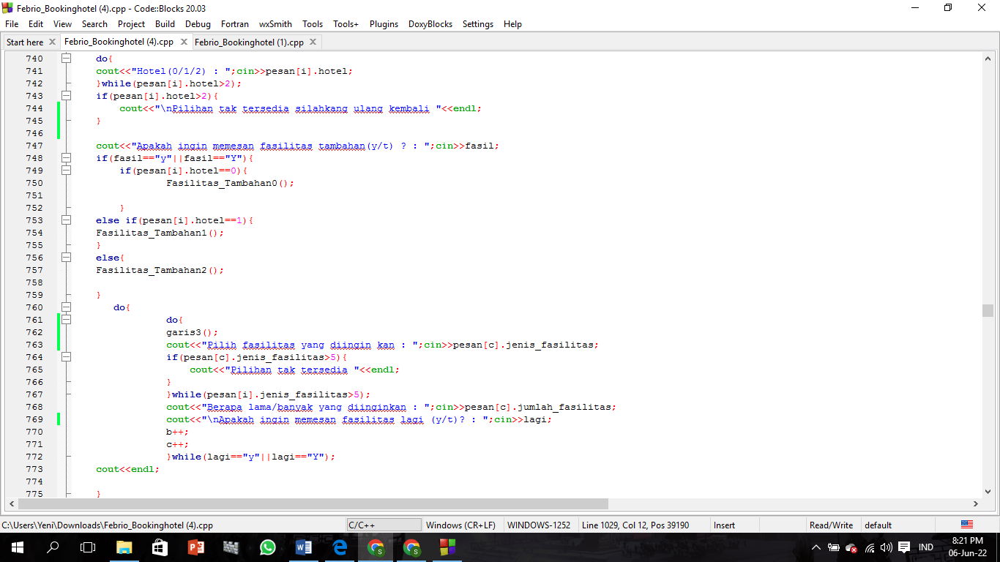 Febrio_Bookinghotel (4).cpp - Code::Blocks 20.03
File Edit View Search Project Build Debug Fortran wxSmith Tools Tools+ Plugins DoxyBlocks Settings Help
Start here Febrio_Bookinghotel (4).cpp Febrio_Bookinghotel (1).cpp
740 do{
741 cout<<"Hotel(0/1/2) : ";cin>>pesan[i].hotel;
742 }while(pesan[i].hotel>2);
743 if(pesan[i].hotel>2){
744 cout<<"\nPilihan tak tersedia silahkang ulang kembali "<<endl;
745 }
746
747 cout<<"Apakah ingin memesan fasilitas tambahan(y/t) ? : ";cin>>fasil;
748 if(fasil=="y"||fasil=="Y"){
749 if(pesan[i].hotel==0){
750 Fasilitas_Tambahan0();
751
752 }
753 else if(pesan[i].hotel==1){
754 Fasilitas_Tambahan1();
755 }
756 else{
757 Fasilitas_Tambahan2();
758
759 }
760 do{
761 do{
762 garis3();
763 cout<<"Pilih fasilitas yang diingin kan : ";cin>>pesan[c].jenis_fasilitas;
764 if(pesan[c].jenis_fasilitas>5){
765 cout<<"Pilihan tak tersedia "<<endl;
766 }
767 }while(pesan[i].jenis_fasilitas>5);
768 cout<<"Berapa lama/banyak yang diinginkan : ";cin>>pesan[c].jumlah_fasilitas;
769 cout<<"\nApakah ingin memesan fasilitas lagi (y/t)? : ";cin>>lagi;
770 b++;
771 c++;
772 }while(lagi=="y"||lagi=="Y");
773 cout<<endl;
774
775 }
C:\Users\Yeni\Downloads\Febrio_Bookinghotel (4).cpp C/C++ Windows (CR+LF) WINDOWS-1252 Line 1029, Col 12, Pos 39190 Insert Read/Write default
IND 8:21 PM
06-Jun-22